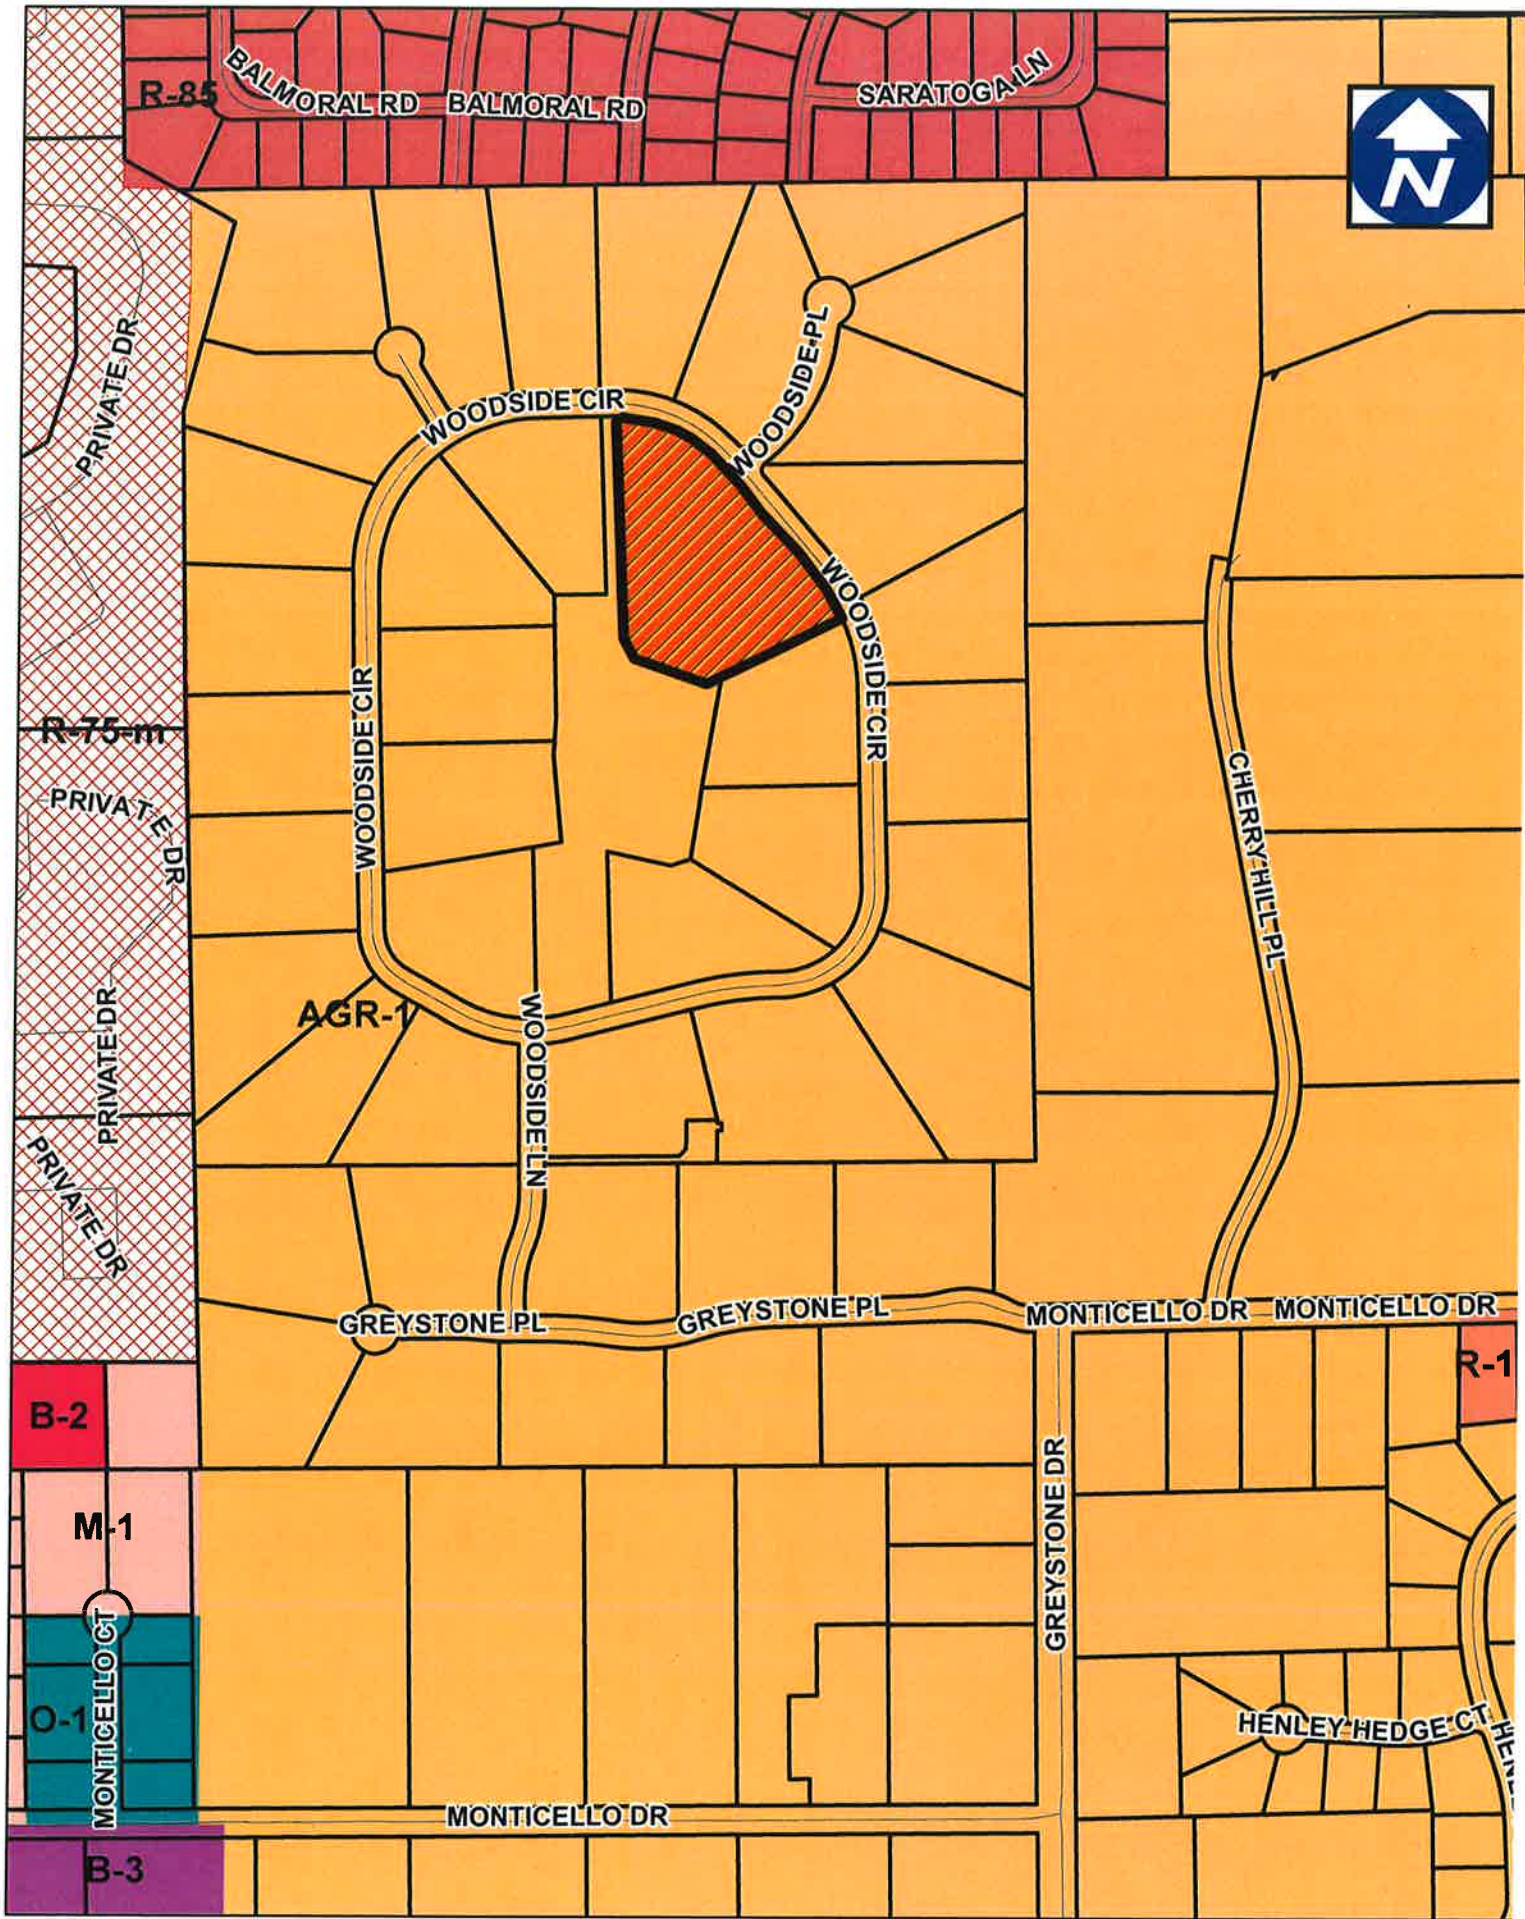 BALMORAL RD
BALMORAL RD
SARATOGA LN
R-85
N
PRIVATE DR
WOODSIDE CIR
WOODSIDE PL
WOODSIDE CIR
WOODSIDE CIR
R-75-m
PRIVATE DR
CHERRY HILL PL
AGR-1
PRIVATE DR
WOODSIDE LN
PRIVATE DR
GREYSTONE PL
GREYSTONE PL
MONTICELLO DR
MONTICELLO DR
R-1
B-2
M-1
GREYSTONE DR
MONTICELLO CT
O-1
HENLEY HEDGE CT
MONTICELLO DR
B-3